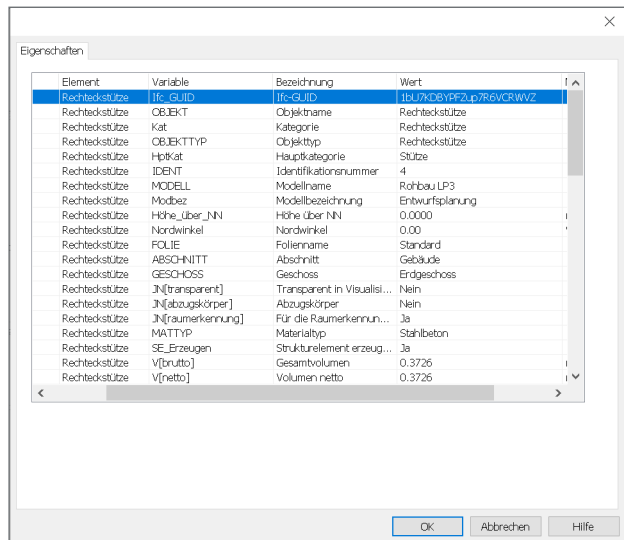 Eigenschaften
Element Variable Bezeichnung Wert
Rechteckstütze Ifc_GUID Ifc-GUID 1bU7KDBYPFZup7R6VCRWVZ
Rechteckstütze OBJEKT Objektname Rechteckstütze
Rechteckstütze Kat Kategorie Rechteckstütze
Rechteckstütze OBJEKTTYP Objekttyp Rechteckstütze
Rechteckstütze HptKat Hauptkategorie Stütze
Rechteckstütze IDENT Identifikationsnummer 4
Rechteckstütze MODELL Modellname Rohbau LP3
Rechteckstütze Modbez Modellbezeichnung Entwurfsplanung
Rechteckstütze Höhe_über_NN Höhe über NN 0.0000
Rechteckstütze Nordwinkel Nordwinkel 0.00
Rechteckstütze FOLIE Folienname Standard
Rechteckstütze ABSCHNITT Abschnitt Gebäude
Rechteckstütze GESCHOSS Geschoss Erdgeschoss
Rechteckstütze JN[transparent] Transparent in Visualisi... Nein
Rechteckstütze JN[abzugskörper] Abzugskörper Nein
Rechteckstütze JN[raumerkennung] Für die Raumerkennun... Ja
Rechteckstütze MATTYP Materialtyp Stahlbeton
Rechteckstütze SE_Erzeugen Strukturelement erzeug... Ja
Rechteckstütze V[brutto] Gesamtvolumen 0.3726
Rechteckstütze V[netto] Volumen netto 0.3726
OK Abbrechen Hilfe